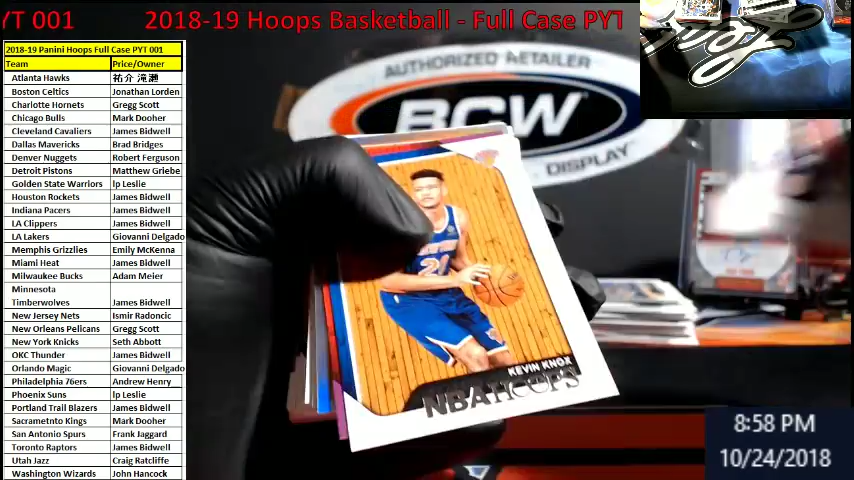 YT 001 2018-19 Hoops Basketball - Full Case PYT
2018-19 Panini Hoops Full Case PYT 001
Team Price/Owner
Atlanta Hawks 祐介 滝瀬
Boston Celtics Jonathan Lorden
Charlotte Hornets Gregg Scott
Chicago Bulls Mark Dooher
Cleveland Cavaliers James Bidwell
Dallas Mavericks Brad Bridges
Denver Nuggets Robert Ferguson
Detroit Pistons Matthew Griebe
Golden State Warriors lp Leslie
Houston Rockets James Bidwell
Indiana Pacers James Bidwell
LA Clippers James Bidwell
LA Lakers Giovanni Delgado
Memphis Grizzlies Emily McKenna
Miami Heat James Bidwell
Milwaukee Bucks Adam Meier
Minnesota
Timberwolves James Bidwell
New Jersey Nets Ismir Radoncic
New Orleans Pelicans Gregg Scott
New York Knicks Seth Abbott
OKC Thunder James Bidwell
Orlando Magic Giovanni Delgado
Philadelphia 76ers Andrew Henry
Phoenix Suns lp Leslie
Portland Trail Blazers James Bidwell
Sacrametnto Kings Mark Dooher
San Antonio Spurs Frank Jaggard
Toronto Raptors James Bidwell
Utah Jazz Craig Ratcliffe
Washington Wizards John Hancock
AUTHORIZED RETAILER
BCW
DISPLAY
21
KEVIN KNOX
NBA HOOPS
8:58 PM
10/24/2018